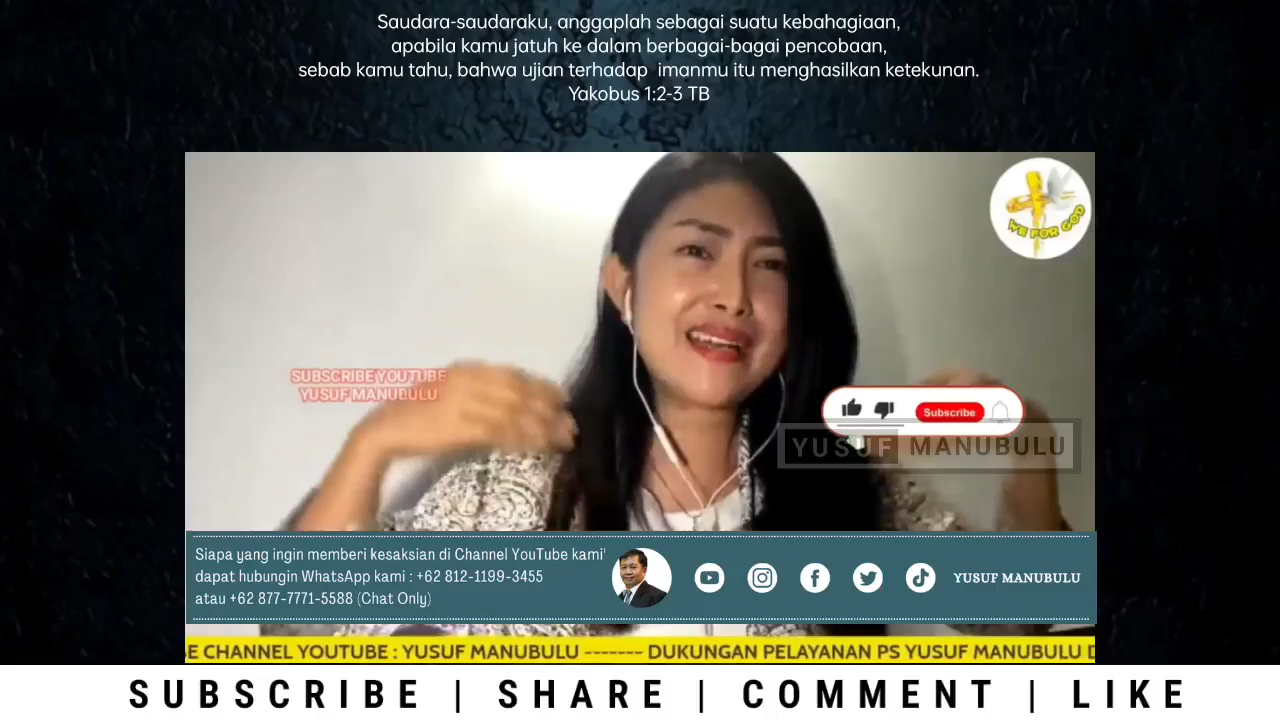 Saudara-saudaraku, anggaplah sebagai suatu kebahagiaan,
apabila kamu jatuh ke dalam berbagai-bagai pencobaan,
sebab kamu tahu, bahwa ujian terhadap imanmu itu menghasilkan ketekunan.
Yakobus 1:2-3 TB
WE FOR GOD
SUBSCRIBE YOUTUBE
YUSUF MANUBULU
Subscribe
YUSUF MANUBULU
Siapa yang ingin memberi kesaksian di Channel YouTube kami'
dapat hubungin WhatsApp kami : +62 812-1199-3455
atau +62 877-7771-5588 (Chat Only)
YUSUF MANUBULU
E CHANNEL YOUTUBE : YUSUF MANUBULU ------- DUKUNGAN PELAYANAN PS YUSUF MANUBULU D
SUBSCRIBE | SHARE | COMMENT | LIKE